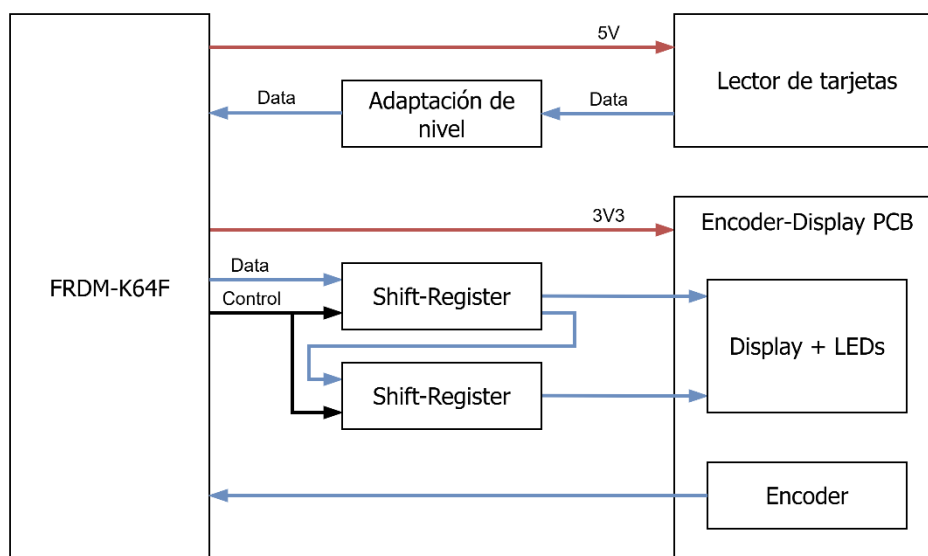 5V
Lector de tarjetas
Data
Adaptación de
nivel
Data
3V3
Encoder-Display PCB
FRDM-K64F
Data
Control
Shift-Register
Display + LEDs
Shift-Register
Encoder